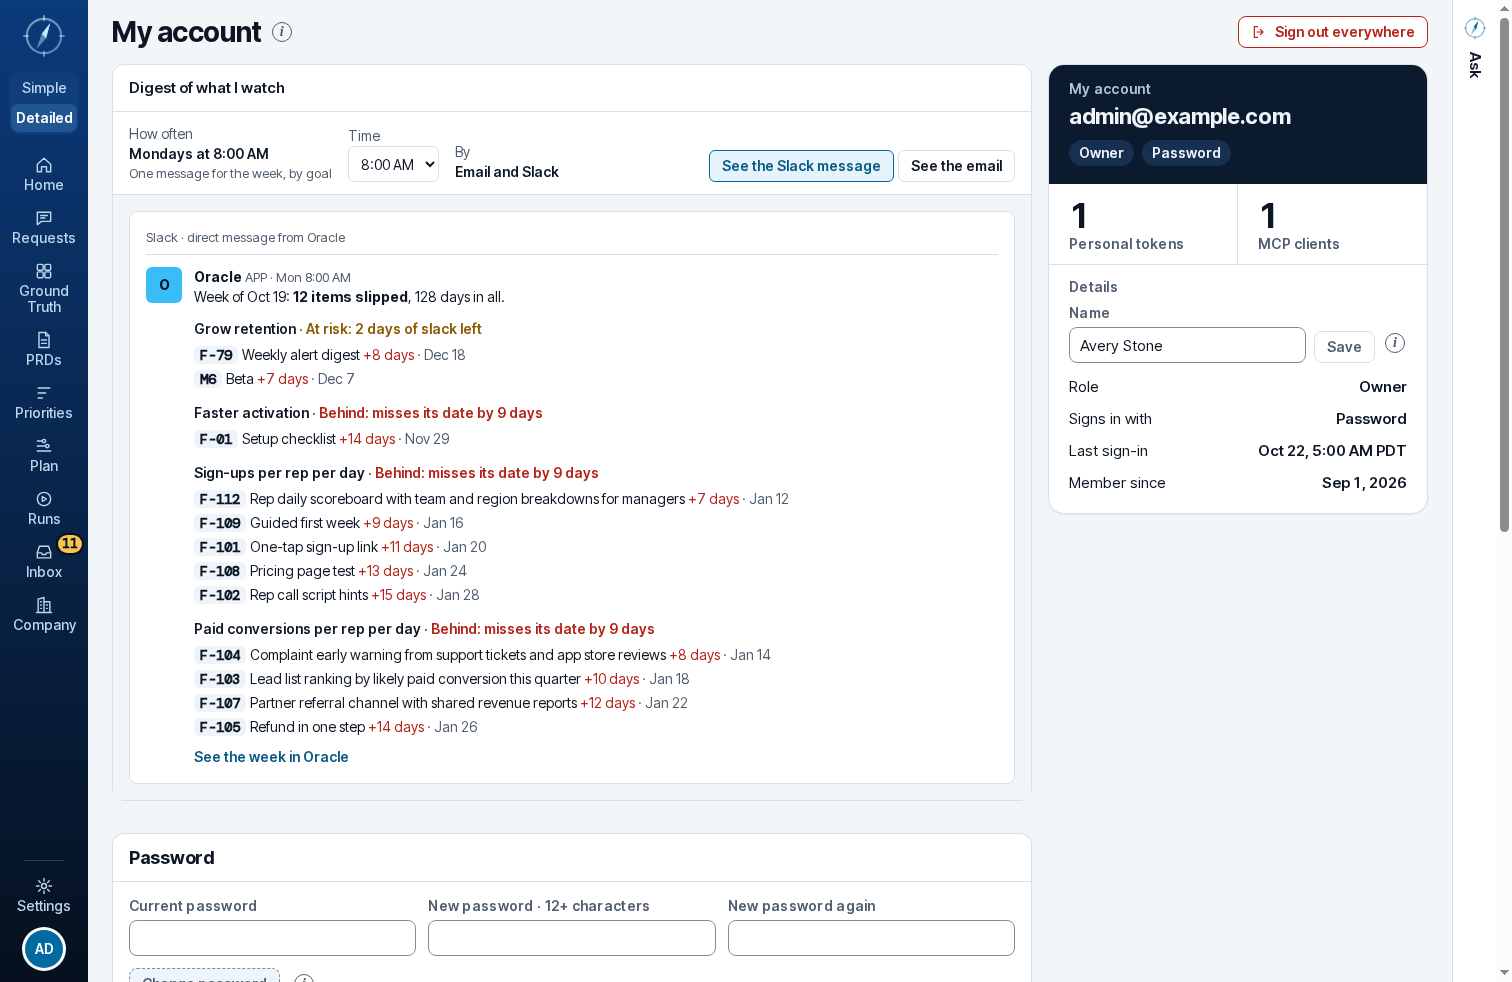 Simple
Detailed
Home
Requests
Ground
Truth
PRDs
Priorities
Plan
Runs
11
Inbox
Company
Settings
AD
My account i
Sign out everywhere
Digest of what I watch
How often
Mondays at 8:00 AM
One message for the week, by goal
Time
8:00 AM
By
Email and Slack
See the Slack message
See the email
Slack · direct message from Oracle
O
Oracle APP · Mon 8:00 AM
Week of Oct 19: 12 items slipped, 128 days in all.
Grow retention · At risk: 2 days of slack left
F-79 Weekly alert digest +8 days · Dec 18
M6 Beta +7 days · Dec 7
Faster activation · Behind: misses its date by 9 days
F-01 Setup checklist +14 days · Nov 29
Sign-ups per rep per day · Behind: misses its date by 9 days
F-112 Rep daily scoreboard with team and region breakdowns for managers +7 days · Jan 12
F-109 Guided first week +9 days · Jan 16
F-101 One-tap sign-up link +11 days · Jan 20
F-108 Pricing page test +13 days · Jan 24
F-102 Rep call script hints +15 days · Jan 28
Paid conversions per rep per day · Behind: misses its date by 9 days
F-104 Complaint early warning from support tickets and app store reviews +8 days · Jan 14
F-103 Lead list ranking by likely paid conversion this quarter +10 days · Jan 18
F-107 Partner referral channel with shared revenue reports +12 days · Jan 22
F-105 Refund in one step +14 days · Jan 26
See the week in Oracle
Password
Current password
New password · 12+ characters
New password again
Change password i
My account
admin@example.com
Owner
Password
1
Personal tokens
1
MCP clients
Details
Name
Avery Stone
Save
i
Role Owner
Signs in with Password
Last sign-in Oct 22, 5:00 AM PDT
Member since Sep 1, 2026
Ask